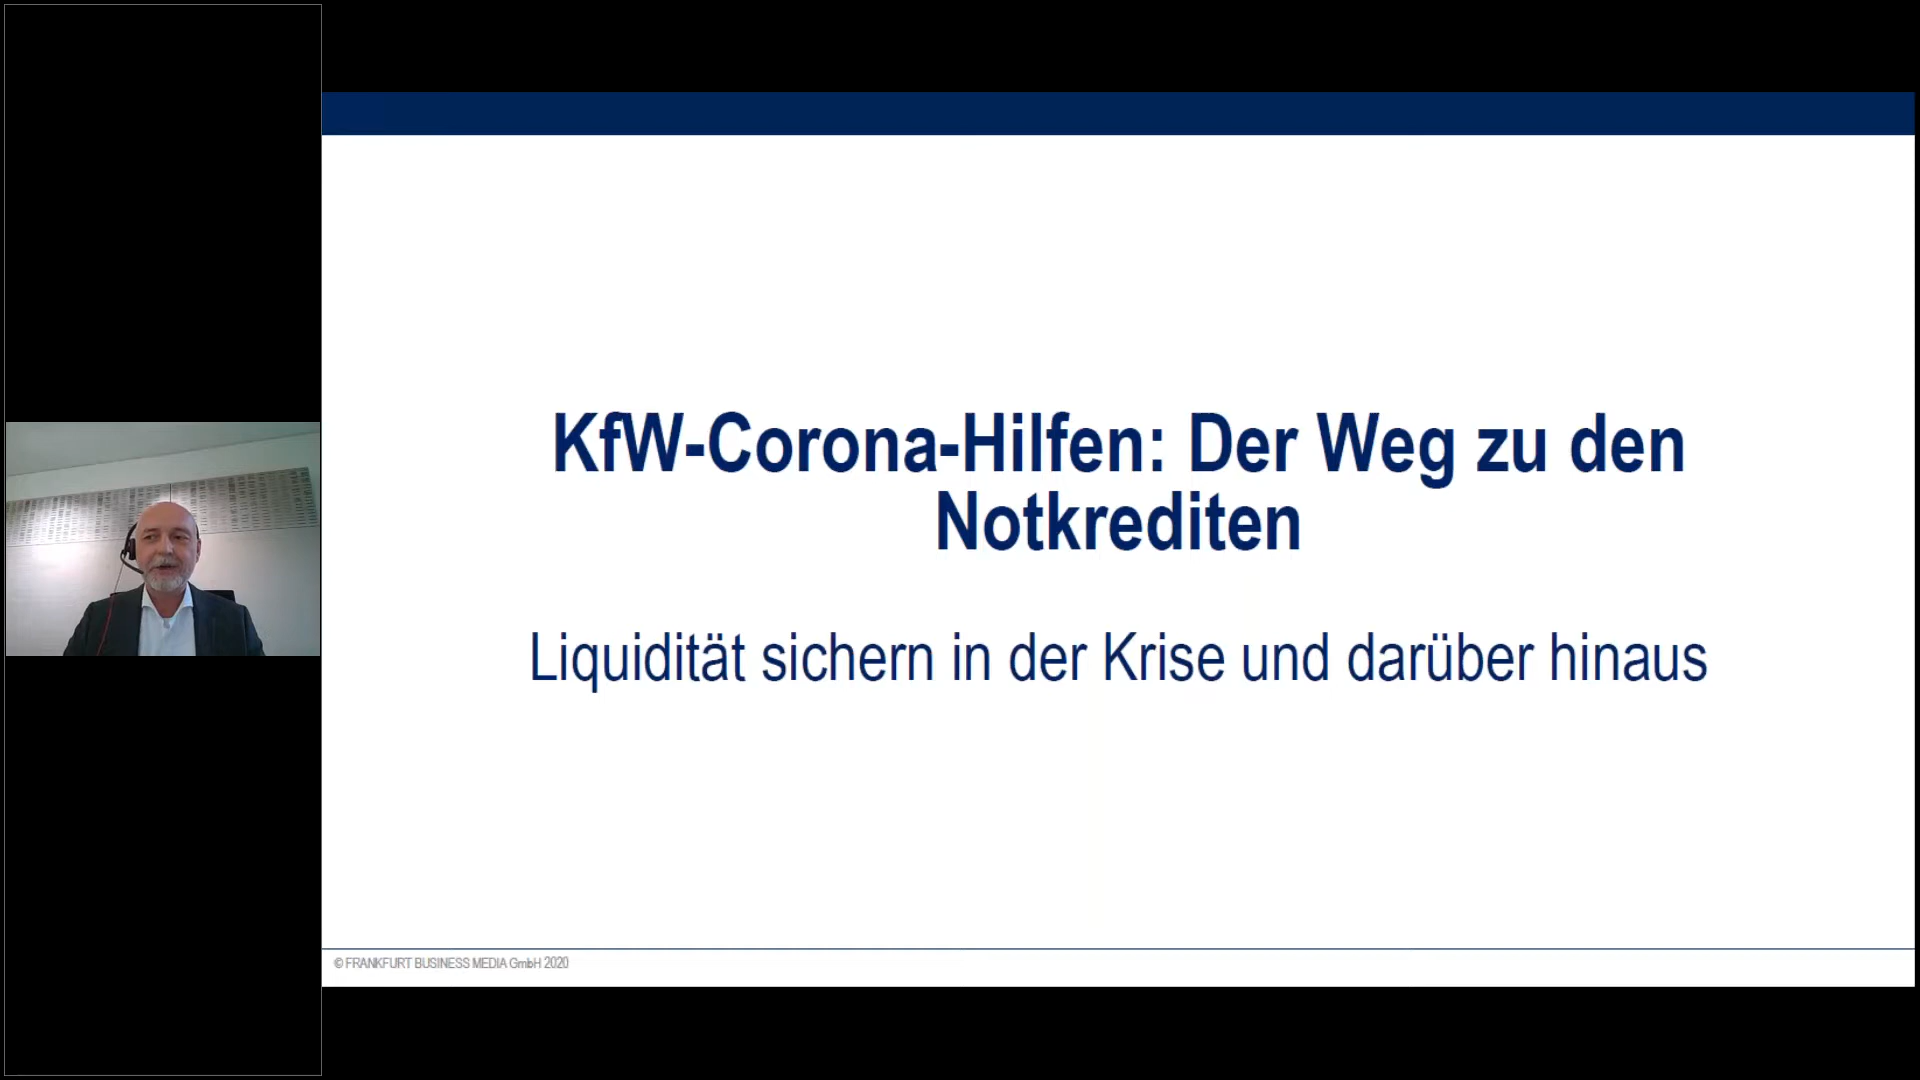 KfW-Corona-Hilfen: Der Weg zu den
Notkrediten
Liquidität sichern in der Krise und darüber hinaus
© FRANKFURT BUSINESS MEDIA GmbH 2020